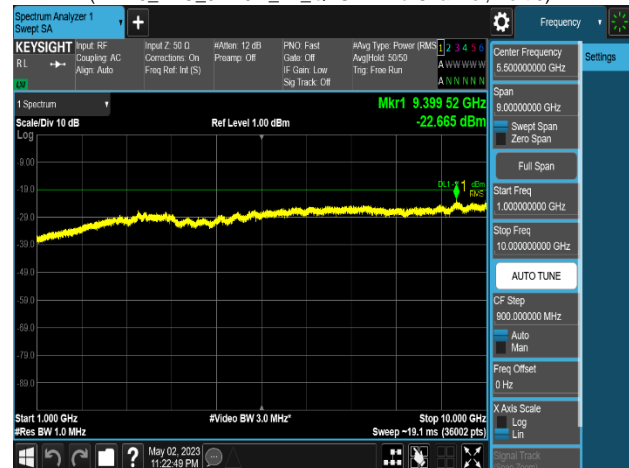 Spectrum Analyzer 1
Swept SA
+
Frequency
KEYSIGHT
RL
Input: RF
Coupling: AC
Align: Auto
Input Z: 50 Ω
Corrections: On
Freq Ref: Int (S)
#Atten: 12 dB
Preamp: Off
PNO: Fast
Gate: Off
IF Gain: Low
Sig Track: Off
#Avg Type: Power (RMS
Avg|Hold: 50/50
Trig: Free Run
1 2 3 4 5 6
A W W W W W
A N N N N N
1 Spectrum
Mkr1 9.399 52 GHz
-22.665 dBm
Scale/Div 10 dB
Ref Level 1.00 dBm
Log
-9.00
-19.0
-29.0
-39.0
-49.0
-59.0
-69.0
-79.0
-89.0
1
dBm
RMS
Start 1.000 GHz
#Video BW 3.0 MHz*
Stop 10.000 GHz
#Res BW 1.0 MHz
Sweep ~19.1 ms (36002 pts)
?
May 02, 2023
11:22:49 PM
Settings
Center Frequency
5.500000000 GHz
Span
9.00000000 GHz
Swept Span
Zero Span
Full Span
Start Freq
1.000000000 GHz
Stop Freq
10.000000000 GHz
AUTO TUNE
CF Step
900.000000 MHz
Auto
Man
Freq Offset
0 Hz
X Axis Scale
Log
Lin
Signal Track